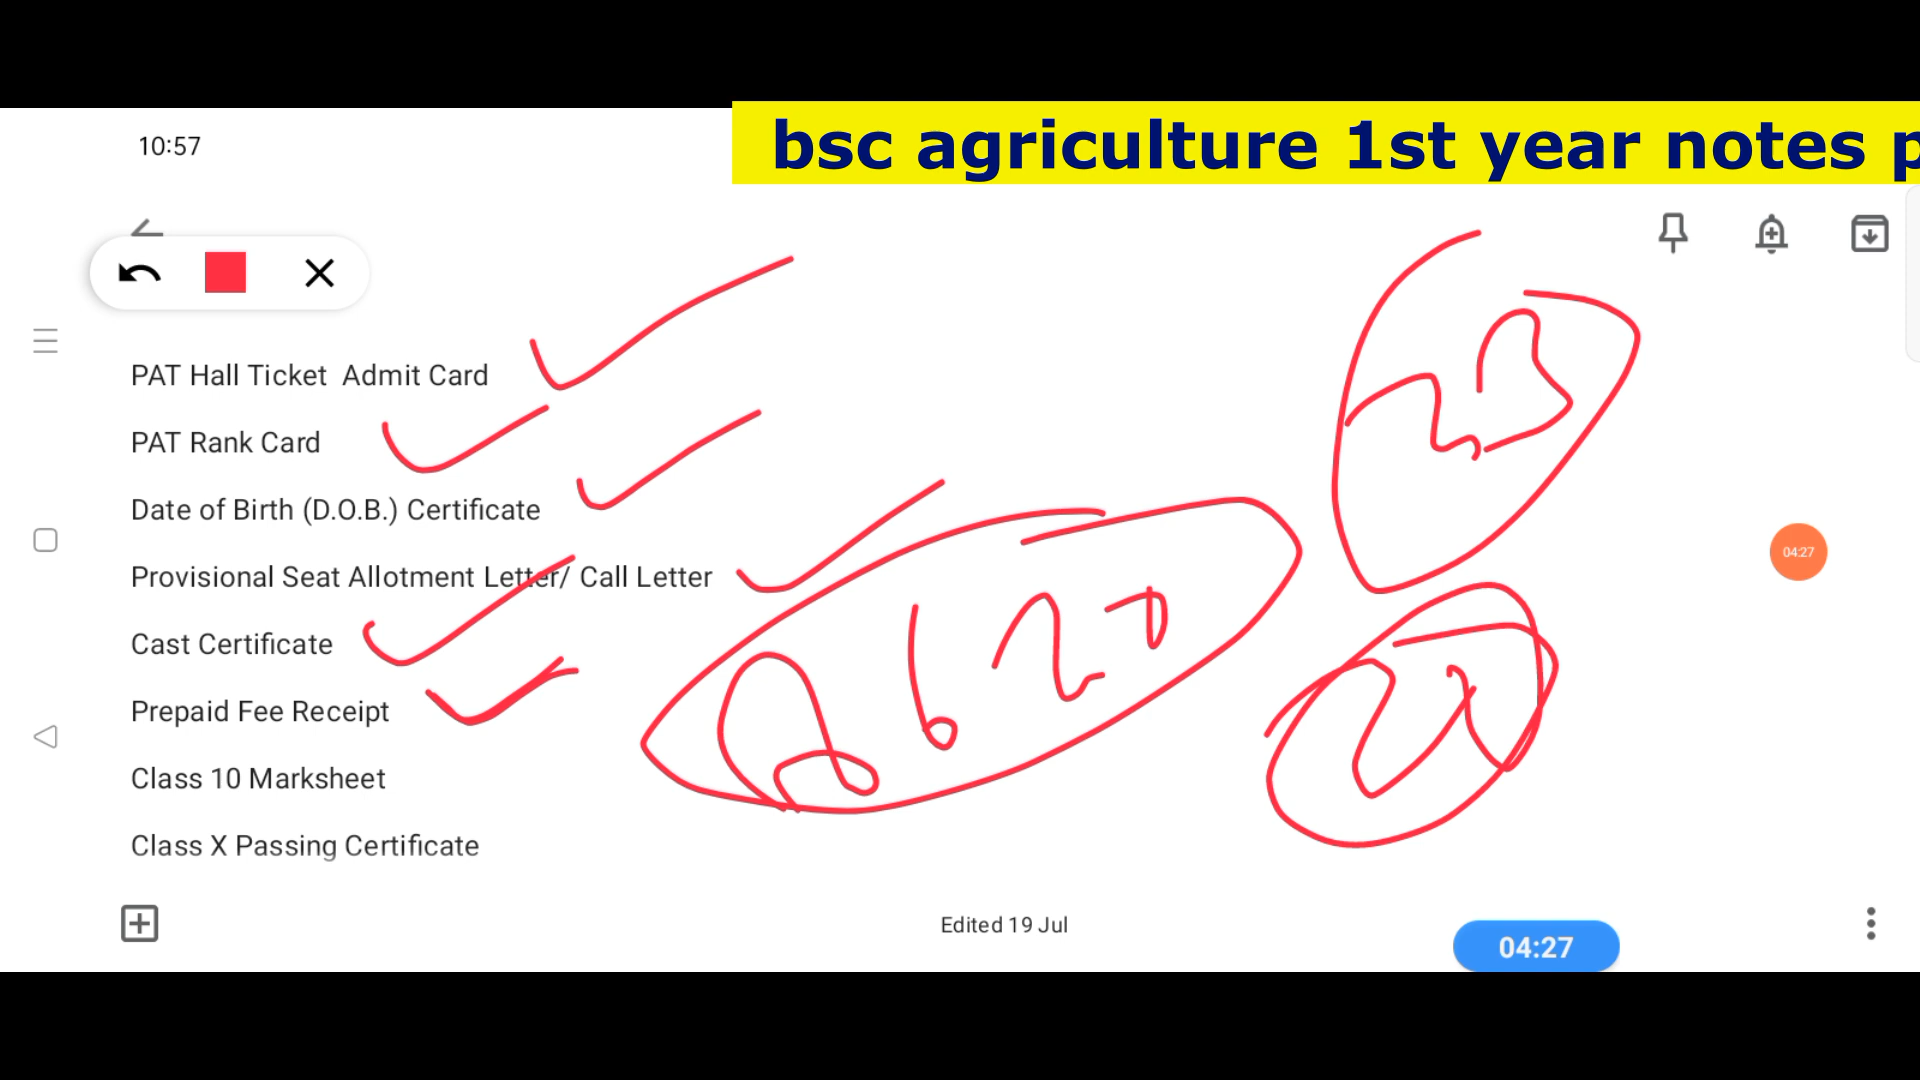 bsc agriculture 1st year notes p
10:57
PAT Hall Ticket Admit Card
PAT Rank Card
Date of Birth (D.O.B.) Certificate
Provisional Seat Allotment Letter/ Call Letter
Cast Certificate
Prepaid Fee Receipt
Class 10 Marksheet
Class X Passing Certificate
23
04:27
Edited 19 Jul
04:27